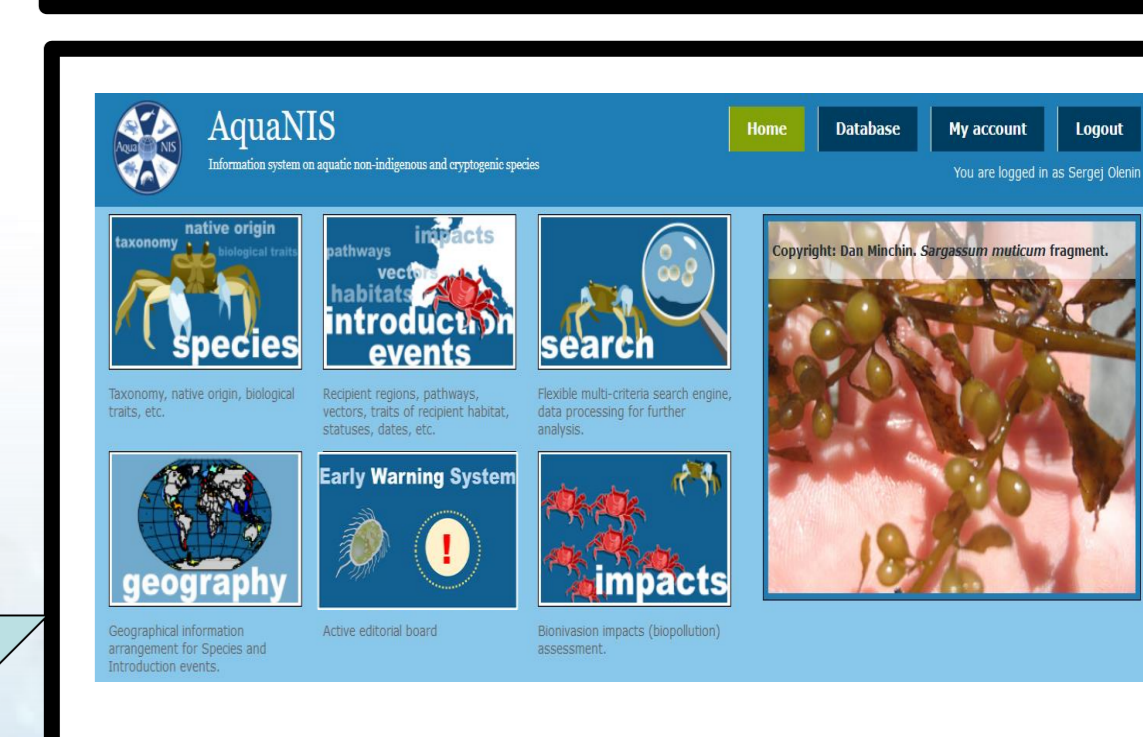 AquaNIS
Information system on aquatic non-indigenous and cryptogenic species
Aqua NIS
Home
Database
My account
Logout
You are logged in as Sergej Olenin
native origin
taxonomy
biological traits
species
Taxonomy, native origin, biological
traits, etc.
impacts
pathways
vectors
habitats
introduction
events
Recipient regions, pathways,
vectors, traits of recipient habitat,
statuses, dates, etc.
search
Flexible multi-criteria search engine,
data processing for further
analysis.
Copyright: Dan Minchin. Sargassum muticum fragment.
geography
Geographical information
arrangement for Species and
Introduction events.
Early Warning System
!
Active editorial board
impacts
Bionivasion impacts (biopollution)
assessment.